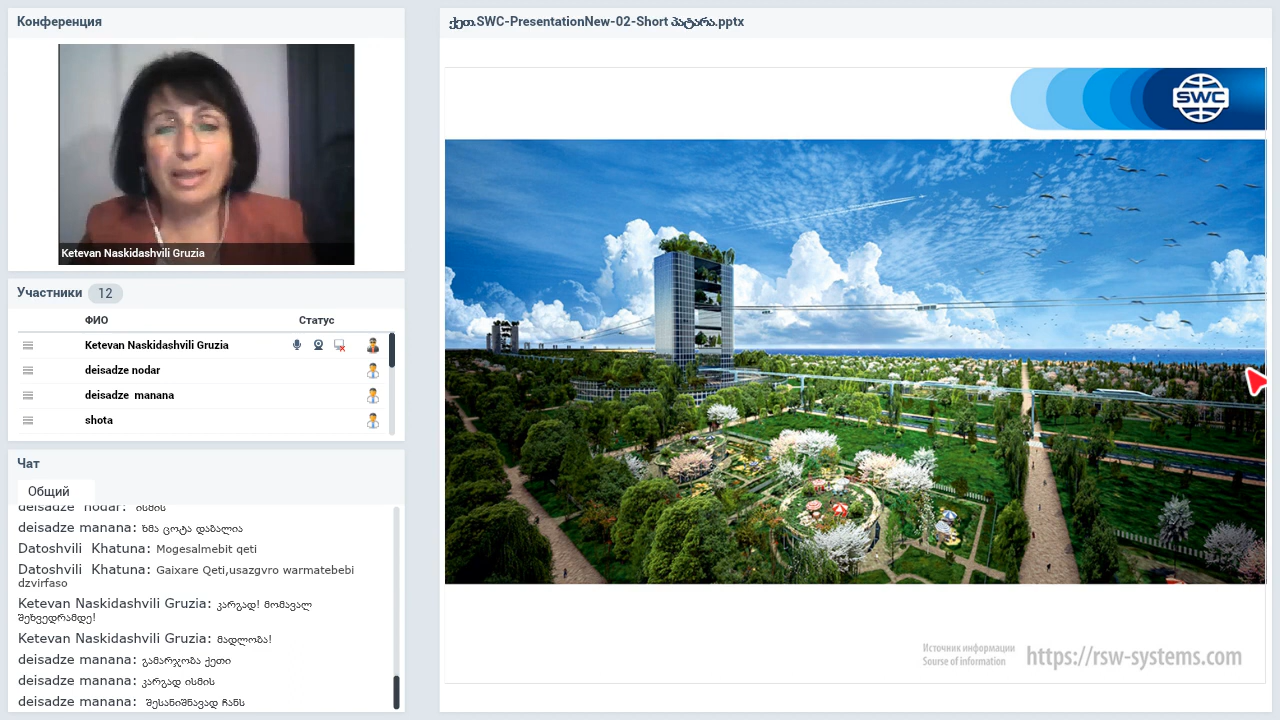 Конференция
Ketevan Naskidashvili Gruzia
Участники 12
ФИО Статус
Ketevan Naskidashvili Gruzia
deisadze nodar
deisadze manana
shota
Чат
Общий
deisadze nodar: ისმის
deisadze manana: ხმა ცოტა დაბალია
Datoshvili Khatuna: Mogesalmebit qeti
Datoshvili Khatuna: Gaixare Qeti,usazgvro warmatebebi
dzvirfaso
Ketevan Naskidashvili Gruzia: კარგად! მომავალ
შეხვედრამდე!
Ketevan Naskidashvili Gruzia: მადლობა!
deisadze manana: გამარჯობა ქეთი
deisadze manana: კარგად ისმის
deisadze manana: შესანიშნავად ჩანს
ქეთ.SWC-PresentationNew-02-Short პატარა.pptx
SWC
Источник информации
Sourse of information
https://rsw-systems.com